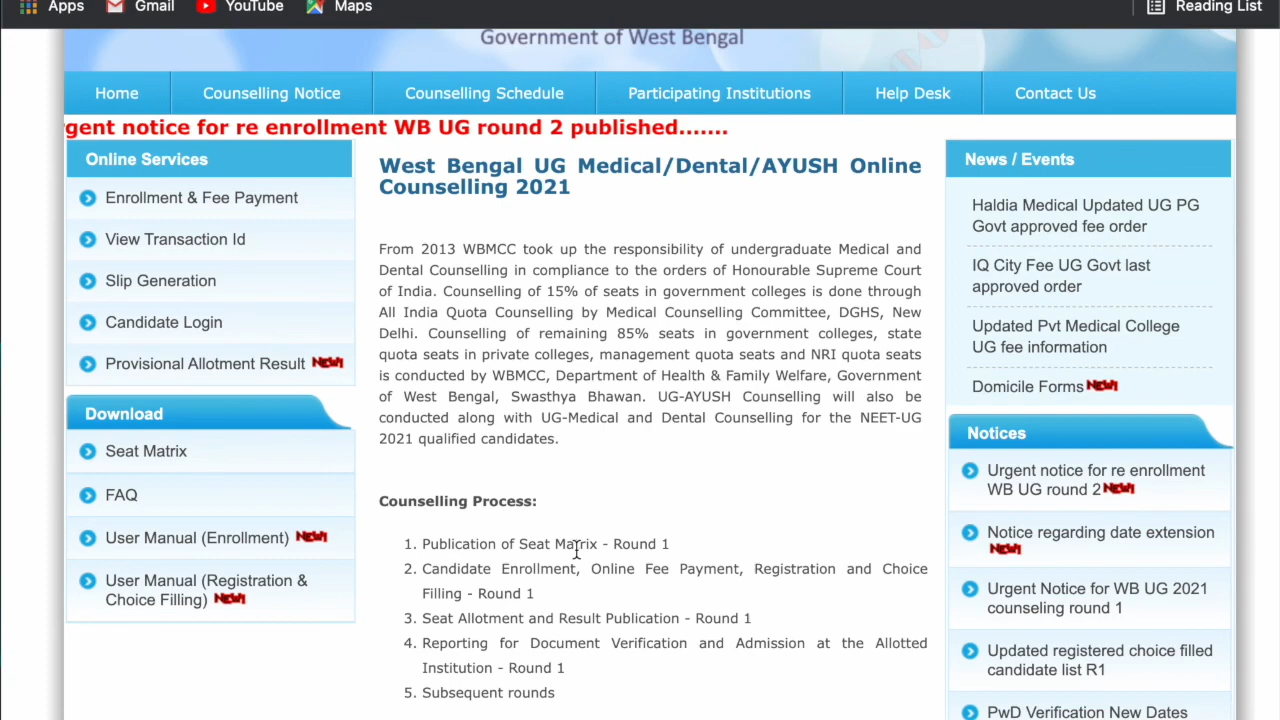 Apps Gmail YouTube Maps Reading List
Government of West Bengal
Home Counselling Notice Counselling Schedule Participating Institutions Help Desk Contact Us
rgent notice for re enrollment WB UG round 2 published.......
Online Services
Enrollment & Fee Payment
View Transaction Id
Slip Generation
Candidate Login
Provisional Allotment Result NEW!
Download
Seat Matrix
FAQ
User Manual (Enrollment) NEW!
User Manual (Registration &
Choice Filling) NEW!
West Bengal UG Medical/Dental/AYUSH Online
Counselling 2021
From 2013 WBMCC took up the responsibility of undergraduate Medical and
Dental Counselling in compliance to the orders of Honourable Supreme Court
of India. Counselling of 15% of seats in government colleges is done through
All India Quota Counselling by Medical Counselling Committee, DGHS, New
Delhi. Counselling of remaining 85% seats in government colleges, state
quota seats in private colleges, management quota seats and NRI quota seats
is conducted by WBMCC, Department of Health & Family Welfare, Government
of West Bengal, Swasthya Bhawan. UG-AYUSH Counselling will also be
conducted along with UG-Medical and Dental Counselling for the NEET-UG
2021 qualified candidates.
Counselling Process:
1. Publication of Seat Matrix - Round 1
2. Candidate Enrollment, Online Fee Payment, Registration and Choice
Filling - Round 1
3. Seat Allotment and Result Publication - Round 1
4. Reporting for Document Verification and Admission at the Allotted
Institution - Round 1
5. Subsequent rounds
News / Events
Haldia Medical Updated UG PG
Govt approved fee order
IQ City Fee UG Govt last
approved order
Updated Pvt Medical College
UG fee information
Domicile Forms NEW!
Notices
Urgent notice for re enrollment
WB UG round 2 NEW!
Notice regarding date extension
NEW!
Urgent Notice for WB UG 2021
counseling round 1
Updated registered choice filled
candidate list R1
PwD Verification New Dates